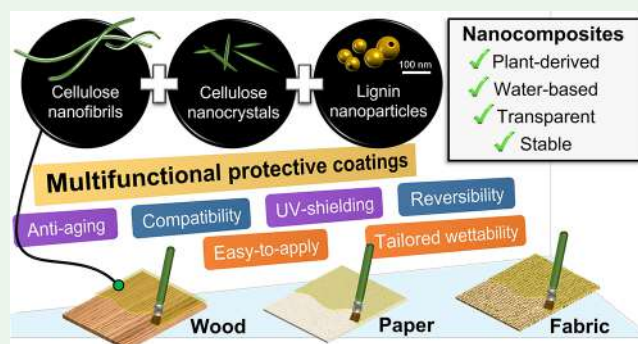 Cellulose
nanofibrils
Cellulose
nanocrystals
100 nm
Lignin
nanoparticles
Nanocomposites
Plant-derived
Water-based
Transparent
Stable
Multifunctional protective coatings
Anti-aging
Compatibility
UV-shielding
Reversibility
Easy-to-apply
Tailored wettability
Wood
Paper
Fabric